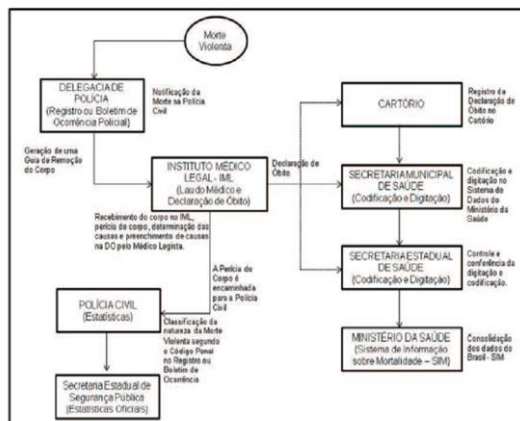 Morte
Violenta
DELEGACIA DE
POLÍCIA
(Registro ou Boletim de
Ocorrência Policial)
Notificação da
Morte na Polícia
Civil
Geração de uma
Guia de Remoção
do Corpo
INSTITUTO MÉDICO
LEGAL - IML
(Laudo Médico e
Declaração de Óbito)
Declaração de
Óbito
Recebimento do corpo no IML,
perícia do corpo, determinação das
causas e preenchimento de causas
na DO pelo Médico Legista.
A Perícia do
Corpo é
encaminhada
para a Polícia
Civil
POLÍCIA CIVIL
(Estatísticas)
Classificação da
natureza da Morte
Violenta segundo
o Código Penal
no Registro ou
Boletim de
Ocorrência
Secretaria Estadual de
Segurança Pública
(Estatísticas Oficiais)
CARTÓRIO
Registro da
Declaração de
Óbito no
Cartório
SECRETARIA MUNICIPAL
DE SAÚDE
(Codificação e Digitação)
Codificação e
digitação no
Sistema de
Dados do
Ministério da
Saúde
SECRETARIA ESTADUAL
DE SAÚDE
(Codificação e Digitação)
Controle e
conferência da
digitação e
codificação.
MINISTÉRIO DA SAÚDE
(Sistema de Informação
sobre Mortalidade – SIM)
Consolidação
dos dados do
Brasil - SIM